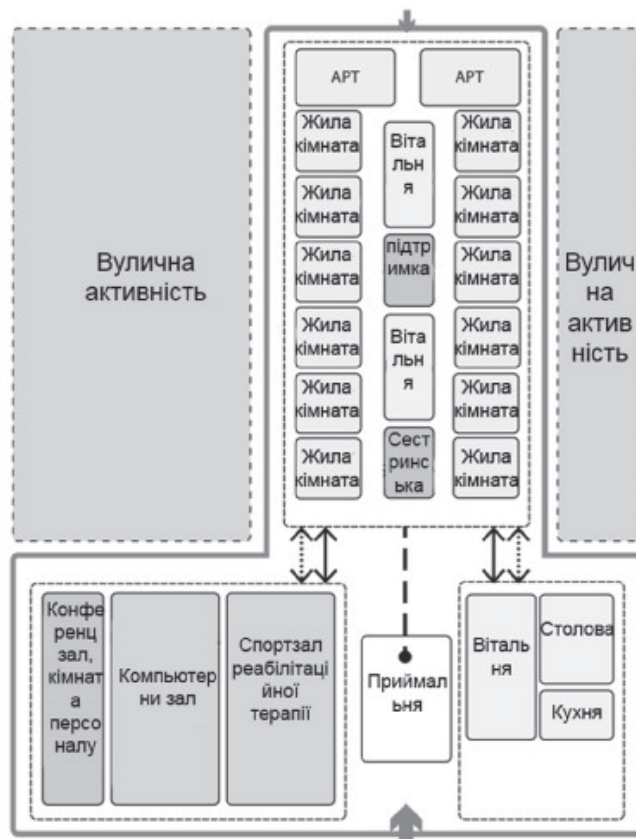 АРТ
АРТ
Жила
кімната
Віта
льн
я
Жила
кімната
Жила
кімната
Жила
кімната
Жила
кімната
підтр
имка
Жила
кімната
Вулична
активність
Вулич
на
актив
ність
Жила
кімната
Віта
льн
я
Жила
кімната
Жила
кімната
Жила
кімната
Жила
кімната
Сест
ринс
ька
Жила
кімната
Конфе
ренц
зал,
кімнат
а
персо
налу
Компьютер
ни зал
Спортзал
реабілітаці
йної
терапії
Приймал
ьня
Віталь
ня
Столова
Кухня